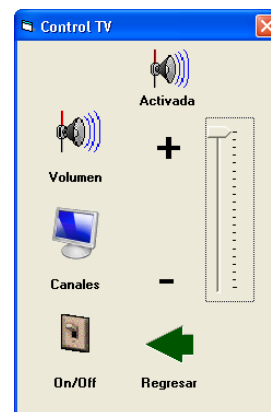 Control TV
Activada
+
Volumen
Canales
-
On/Off
Regresar